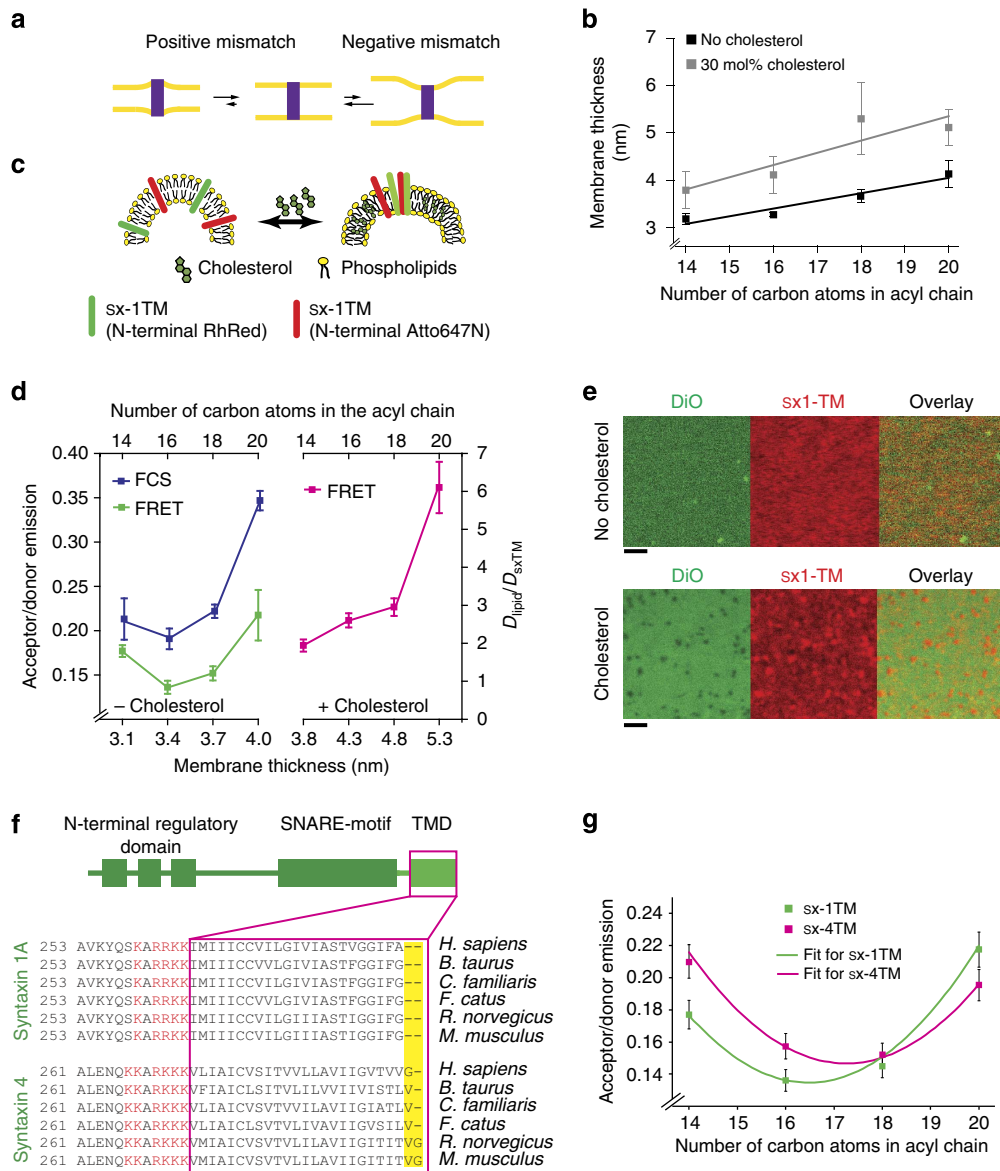 a
Positive mismatch
Negative mismatch
b
No cholesterol
30 mol% cholesterol
Membrane thickness
(nm)
7
6
5
4
3
14 15 16 17 18 19 20
Number of carbon atoms in acyl chain
c
Cholesterol
Phospholipids
sx-1TM
(N-terminal RhRed)
sx-1TM
(N-terminal Atto647N)
d
Number of carbon atoms in the acyl chain
14 16 18 20 14 16 18 20
FCS
FRET
FRET
Acceptor/donor emission
0.40
0.35
0.30
0.25
0.20
0.15
Dlipid/DsxTM
7
6
5
4
3
2
1
0
– Cholesterol
+ Cholesterol
3.1 3.4 3.7 4.0 3.8 4.3 4.8 5.3
Membrane thickness (nm)
e
DiO sx1-TM Overlay
No cholesterol
DiO sx1-TM Overlay
Cholesterol
f
N-terminal regulatory
domain
SNARE-motif
TMD
Syntaxin 1A
253 AVKYQSKARRKKIMIIICCVILGIVIASTVGGIFA-- H. sapiens
253 AVKYQSKARRKKIMIIICCVVLGIVIASTFGGIFG-- B. taurus
253 AVKYQSKARRKKIMIIICCVILGIVIASTFGGIFG-- C. familiaris
253 AVKYQSKARRKKIMIIICCVILGIVIASTFGGIFG-- F. catus
253 AVKYQSKARRKKIMIIICCVILGIIIASTIGGIFG-- R. norvegicus
253 AVKYQSKARRKKIMIIICCVILGIIIASTIGGIFG-- M. musculus
Syntaxin 4
261 ALENQKKARKKKVLIAICVSITVVLLAVIIGVTVVG- H. sapiens
261 ALENQKKARKKKVFIAICLSITVLILVVIIVISTLV- B. taurus
261 ALENQKKARKKKVLIAICVSVTVVILAVIIGIATLV- C. familiaris
261 ALENQKKARKKKVLIAICLSVTVLILAVIIGVSILV- F. catus
261 ALENQKKARKKKVMIAICVSVTVLILAVIIGITITVG R. norvegicus
261 ALENQKKARKKKVMIAICVSVTVLILAVIIGITITVG M. musculus
g
sx-1TM
sx-4TM
Fit for sx-1TM
Fit for sx-4TM
Acceptor/donor emission
0.22
0.20
0.18
0.16
0.14
14 15 16 17 18 19 20
Number of carbon atoms in acyl chain